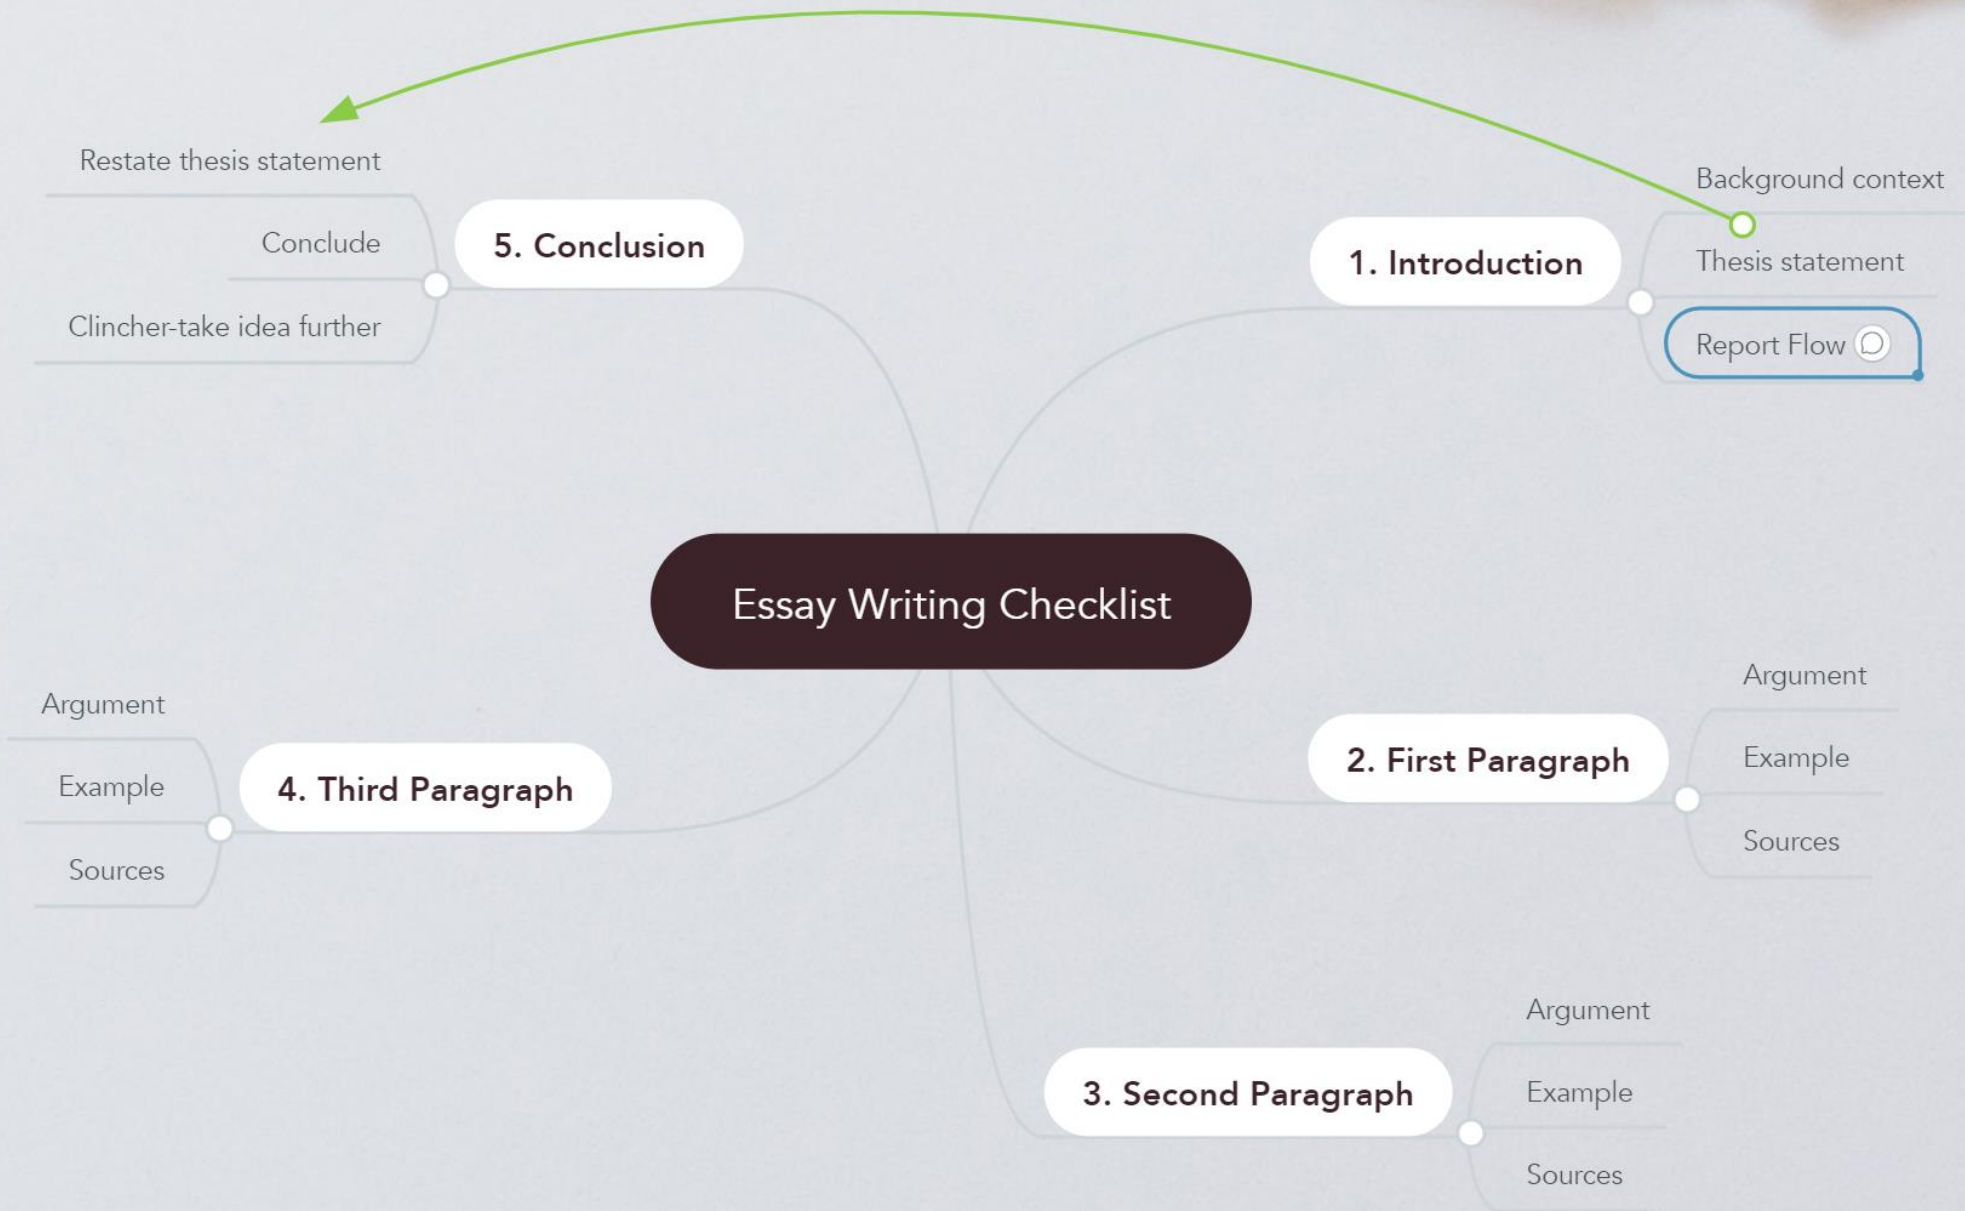 Essay Writing Checklist
1. Introduction
Background context
Thesis statement
Report Flow
2. First Paragraph
Argument
Example
Sources
3. Second Paragraph
Argument
Example
Sources
4. Third Paragraph
Argument
Example
Sources
5. Conclusion
Restate thesis statement
Conclude
Clincher-take idea further